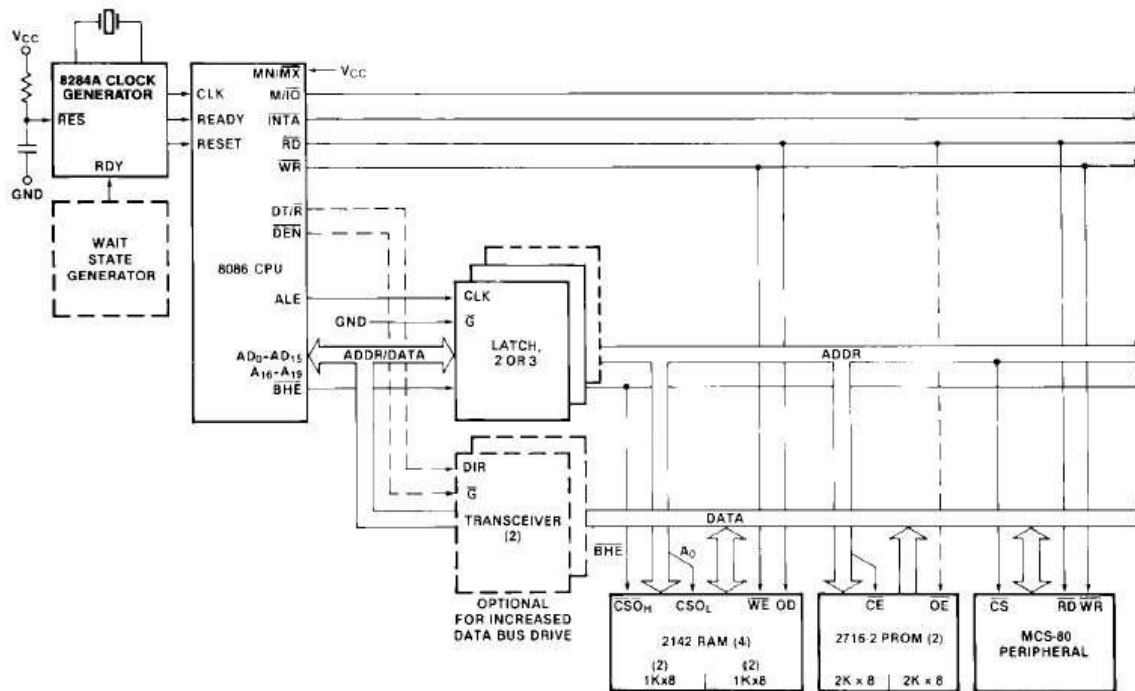 VCC
8284A CLOCK
GENERATOR
RES
RDY
GND
WAIT
STATE
GENERATOR
CLK
READY
RESET
MN/MX
VCC
M/IO
INTA
RD
WR
DT/R
DEN
8086 CPU
ALE
AD0-AD15
A16-A19
BHE
GND
ADDR/DATA
CLK
G
LATCH,
2 OR 3
ADDR
DIR
G
TRANSCEIVER
(2)
OPTIONAL
FOR INCREASED
DATA BUS DRIVE
DATA
BHE
A0
CSOH
CSOL
WE
OD
2142 RAM (4)
(2)
1Kx8
(2)
1Kx8
CE
OE
2716-2 PROM (2)
2K x 8
2K x 8
CS
RD
WR
MCS-80
PERIPHERAL